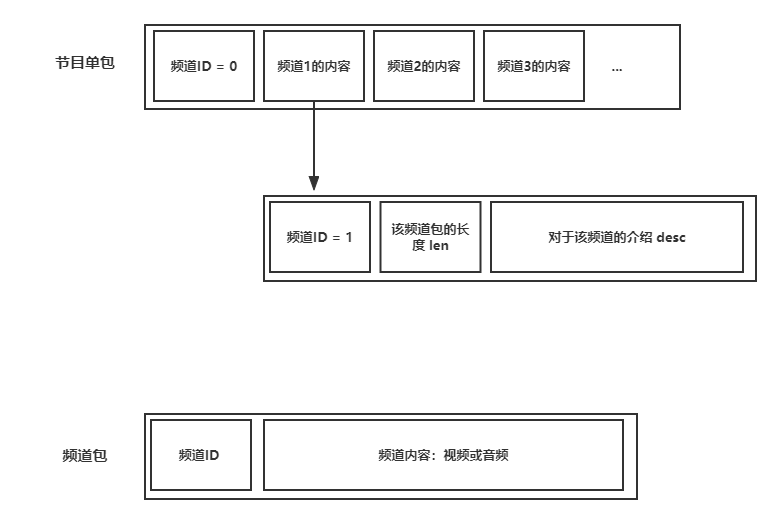 节目单包
频道ID = 0
频道1的内容
频道2的内容
频道3的内容
...
频道ID = 1
该频道包的长
度 len
对于该频道的介绍 desc
频道包
频道ID
频道内容：视频或音频